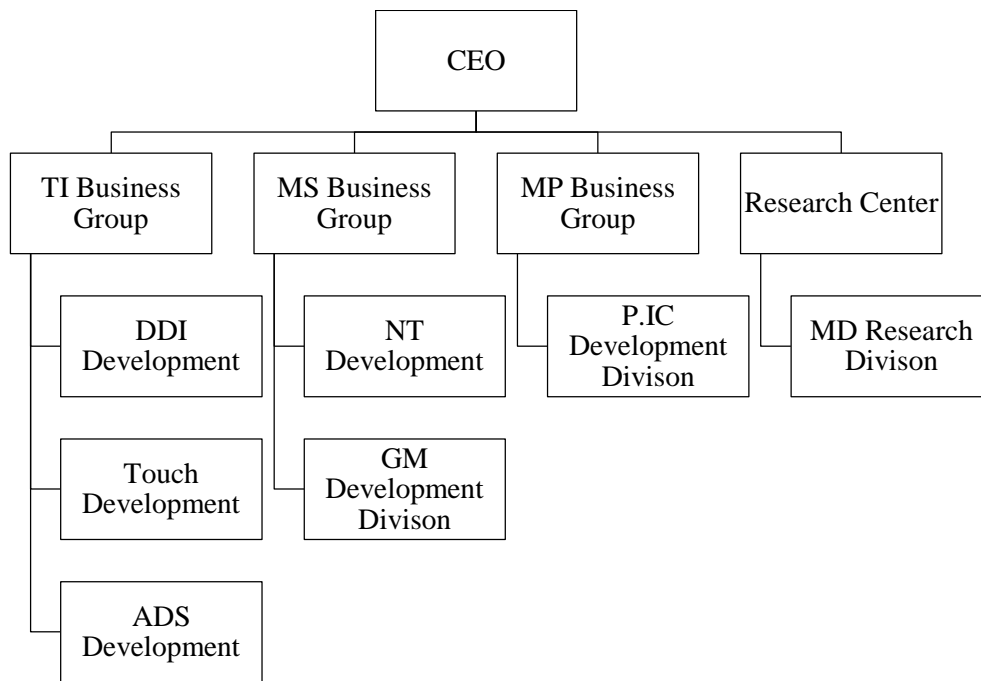 CEO
TI Business
Group
MS Business
Group
MP Business
Group
Research Center
DDI
Development
NT
Development
P.IC
Development
Divison
MD Research
Divison
Touch
Development
GM
Development
Divison
ADS
Development